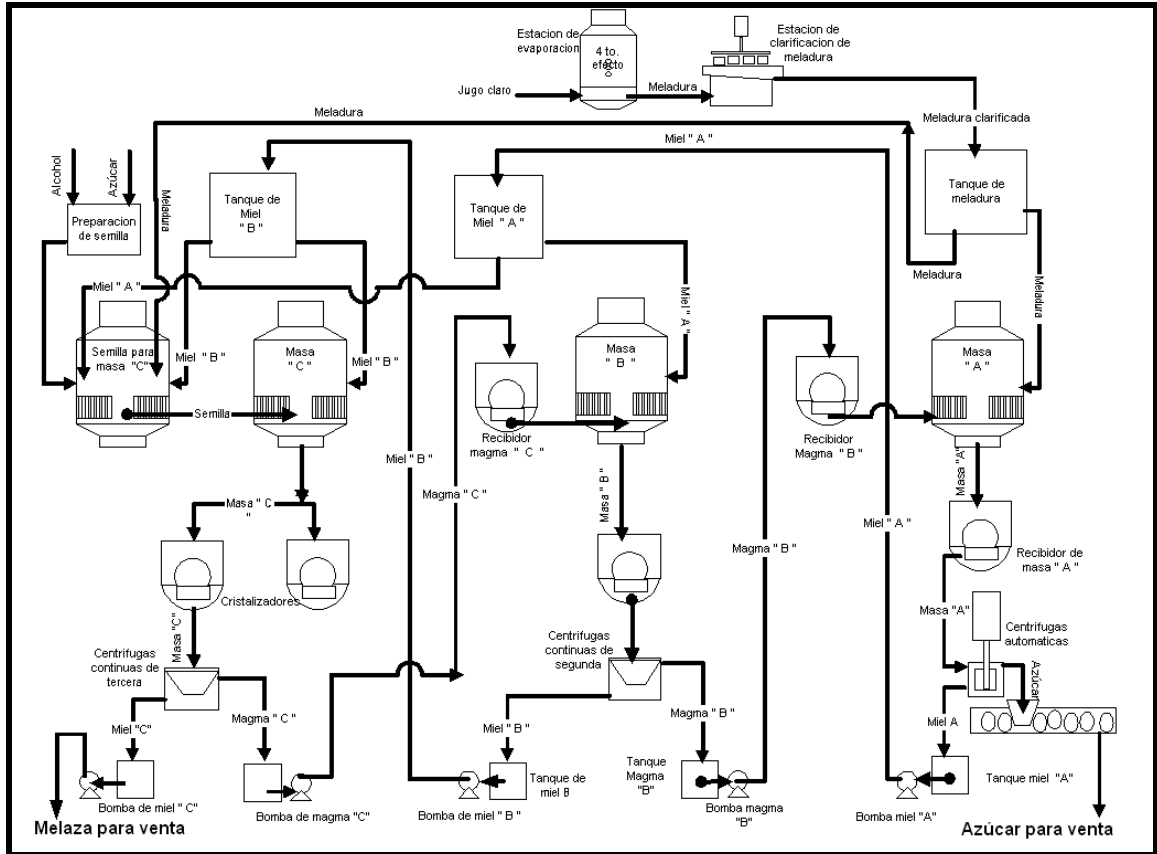 Estacion de
evaporacion
4 to.
efecto
Estacion de
clarificacion de
meladura
Jugo claro
Meladura
Meladura
Miel " A "
Meladura clarificada
Alcohol
Azúcar
Meladura
Preparacion
de semilla
Tanque de
Miel
" B "
Tanque de
Miel " A "
Tanque de
meladura
Meladura
Meladura
Miel " A "
Miel " A "
Semilla para
masa "C"
Miel " B "
Masa
" C "
Miel " B "
Masa
" B "
Masa
" A "
Semilla
Recibidor
magma " C "
Recibidor
Magma " B "
Miel " B "
Magma " C "
Masa " B "
Magma " B "
Miel " A "
Masa "A"
Masa " C
"
Cristalizadores
Recibidor de
masa " A "
Masa "C"
Masa "A"
Centrifugas
automaticas
Centrifugas
continuas de
tercera
Centrifugas
continuas de
segunda
Azúcar
Miel "C"
Magma " C "
Miel " B "
Magma " B "
Miel A
Tanque de
miel B
Tanque
Magma
"B"
Tanque miel "A"
Bomba de miel " C"
Bomba de magma "C"
Bomba de miel " B "
Bomba magma
"B"
Bomba miel "A"
Melaza para venta
Azúcar para venta